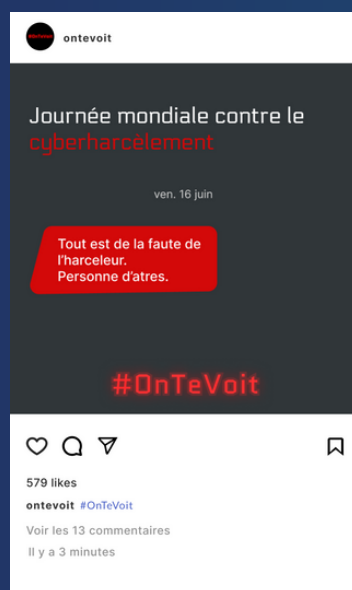 ontevoit
Journée mondiale contre le
cyberharcèlement
ven. 16 juin
Tout est de la faute de
l'harceleur.
Personne d'atres.
#OnTeVoit
579 likes
ontevoit #OnTeVoit
Voir les 13 commentaires
Il y a 3 minutes